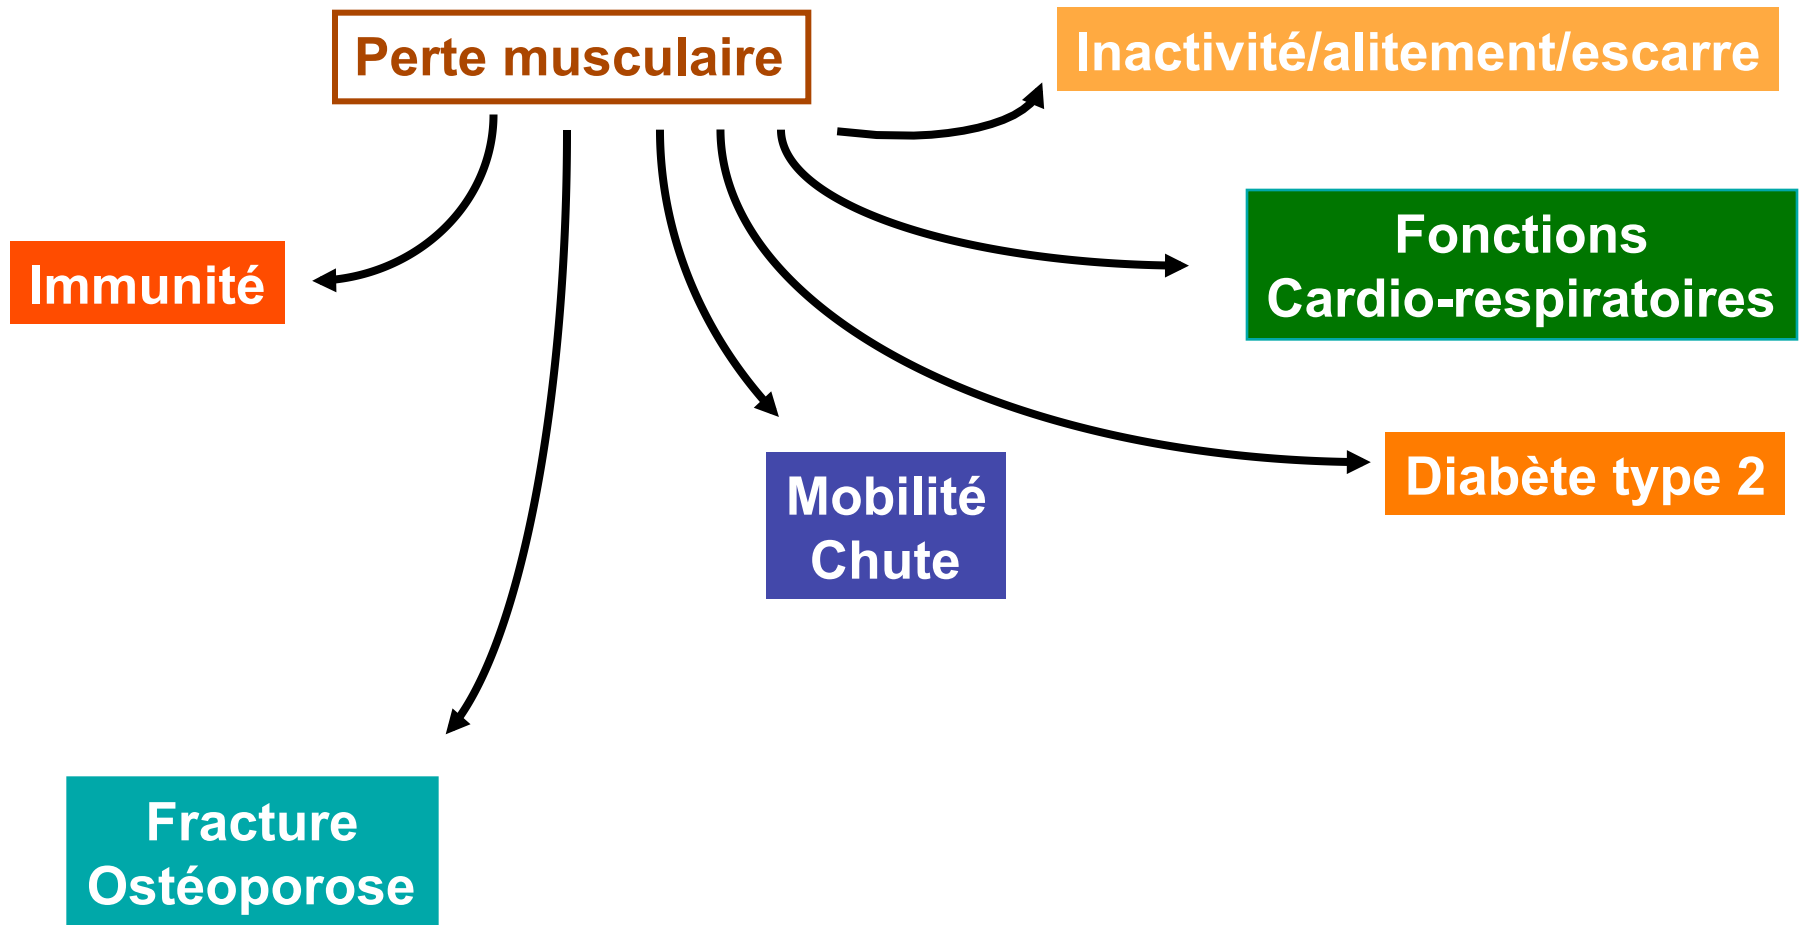 Perte musculaire
Inactivité/alitement/escarre
Fonctions
Cardio-respiratoires
Immunité
Diabète type 2
Mobilité
Chute
Fracture
Ostéoporose